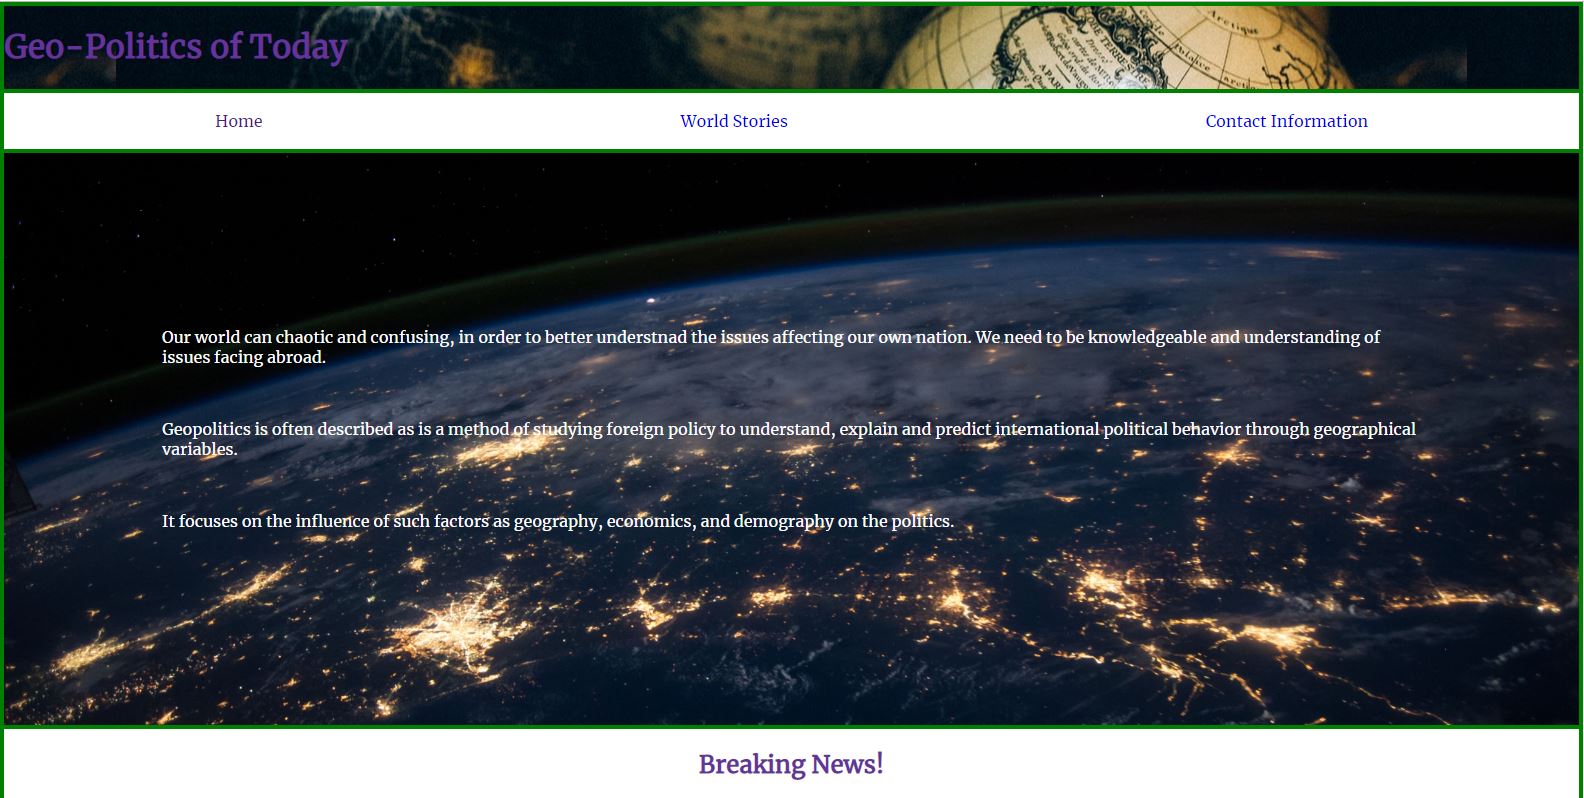 Geo-Politics of Today
Home
World Stories
Contact Information
Our world can chaotic and confusing, in order to better understnad the issues affecting our own nation. We need to be knowledgeable and understanding of
issues facing abroad.
Geopolitics is often described as is a method of studying foreign policy to understand, explain and predict international political behavior through geographical
variables.
It focuses on the influence of such factors as geography, economics, and demography on the politics.
Breaking News!